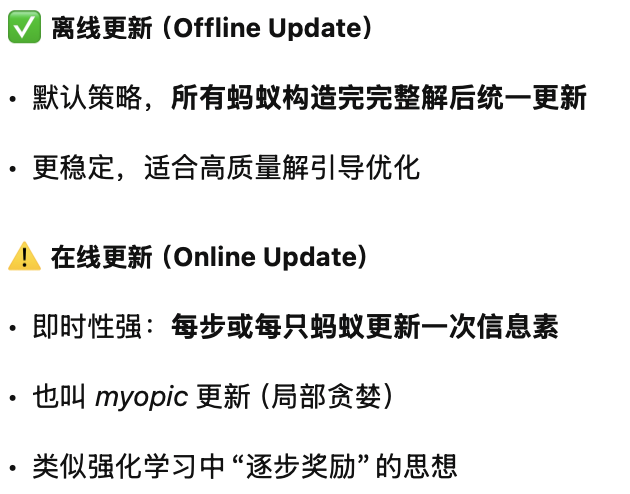 ✅ 离线更新（Offline Update）
• 默认策略，所有蚂蚁构造完完整解后统一更新
• 更稳定，适合高质量解引导优化
⚠️ 在线更新（Online Update）
• 即时性强：每步或每只蚂蚁更新一次信息素
• 也叫 myopic 更新（局部贪婪）
• 类似强化学习中“逐步奖励”的思想